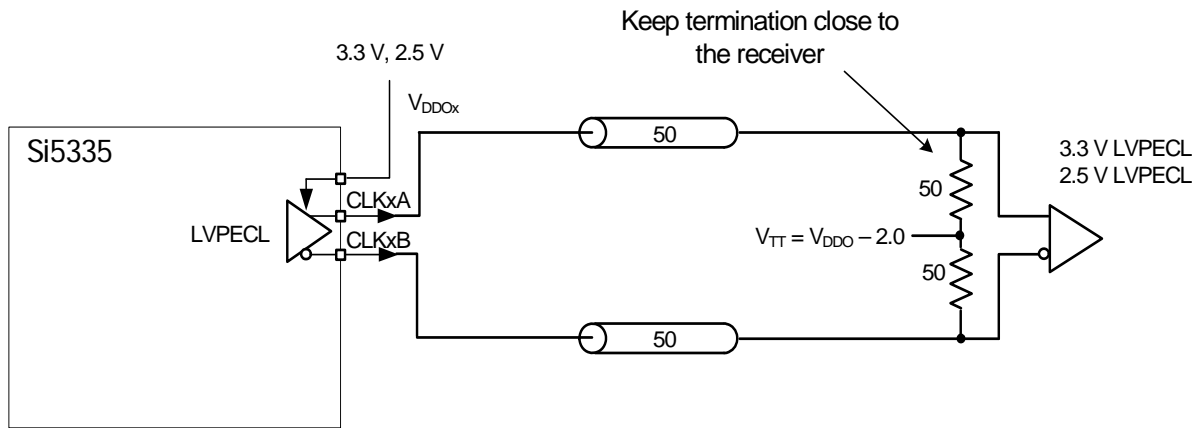 Keep termination close to
the receiver
3.3 V, 2.5 V
VDDOx
50
Si5335
3.3 V LVPECL
2.5 V LVPECL
50
CLKxA
LVPECL
VTT = VDDO – 2.0
CLKxB
50
50